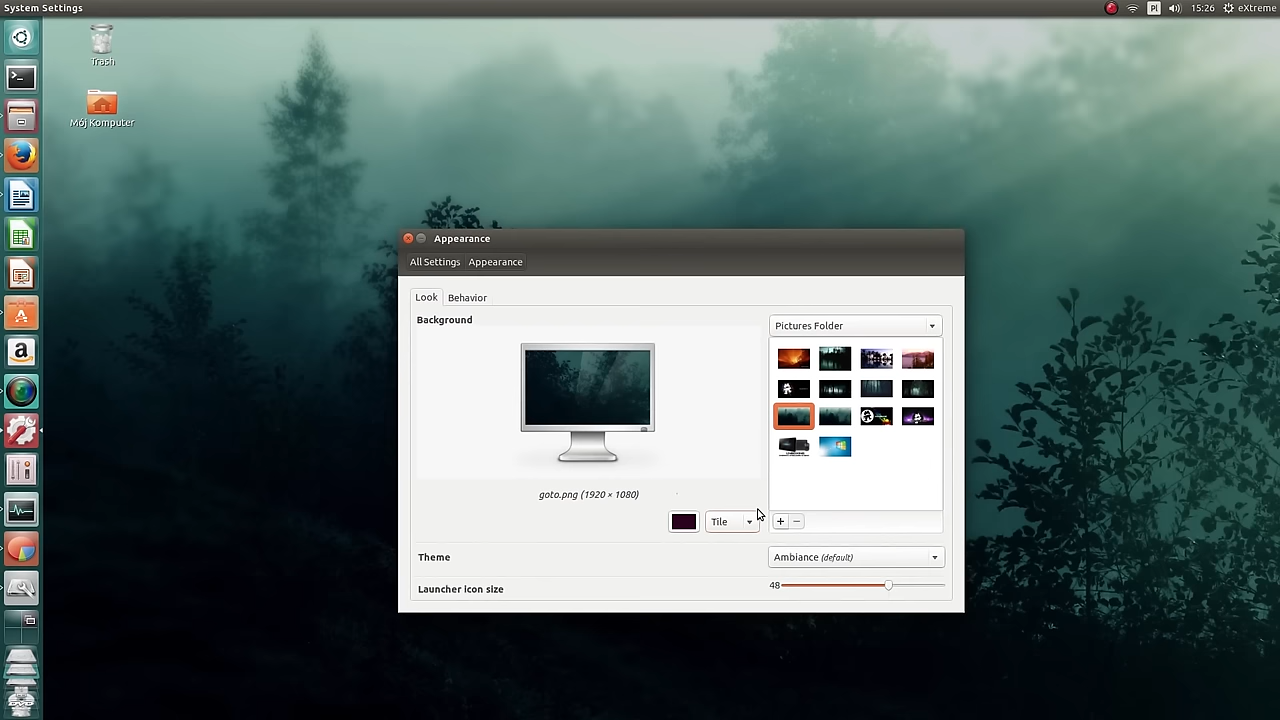 System Settings
Pl
15:26
eXtreme
Trash
Mój Komputer
Appearance
All Settings
Appearance
Look
Behavior
Background
Pictures Folder
goto.png (1920 × 1080)
Tile
Theme
Ambiance (default)
Launcher icon size
48